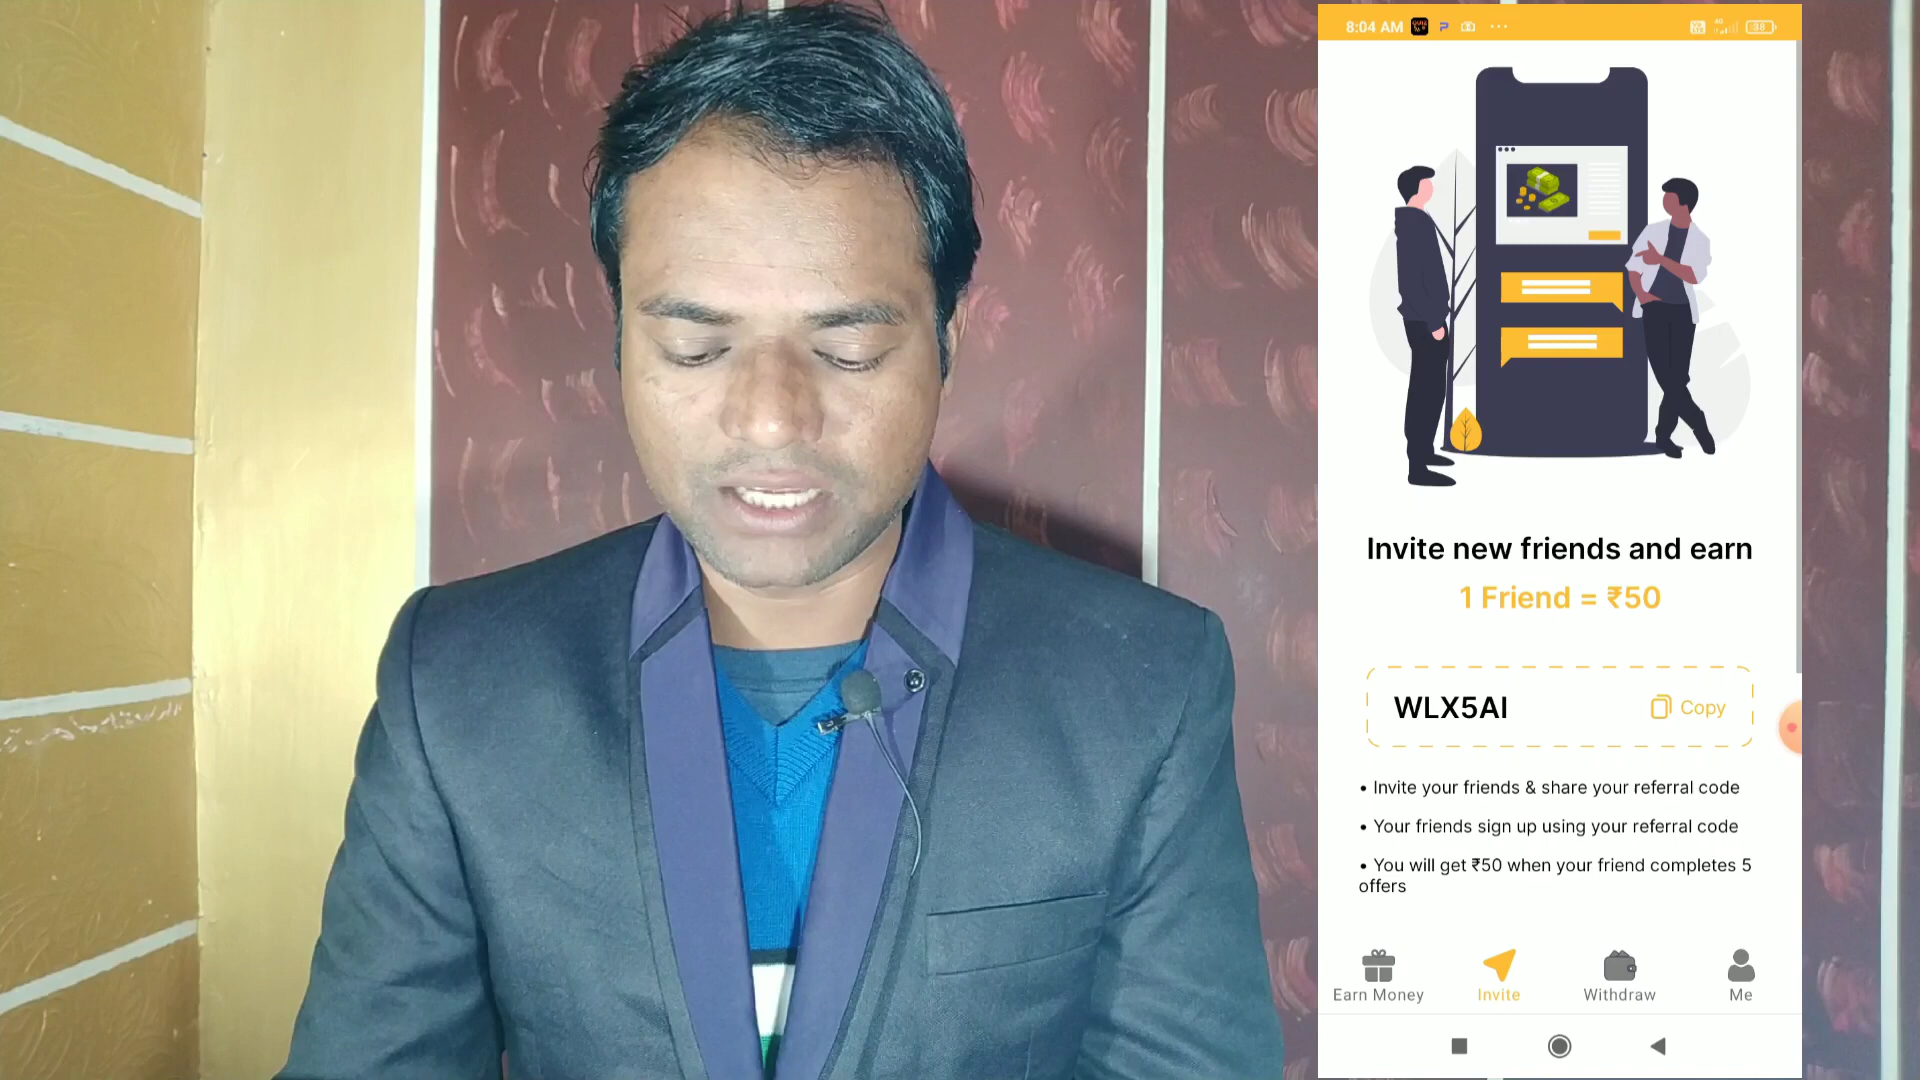 8:04 AM
4G
38
Invite new friends and earn
1 Friend = ₹50
WLX5AI
Copy
• Invite your friends & share your referral code
• Your friends sign up using your referral code
• You will get ₹50 when your friend completes 5
offers
Earn Money
Invite
Withdraw
Me